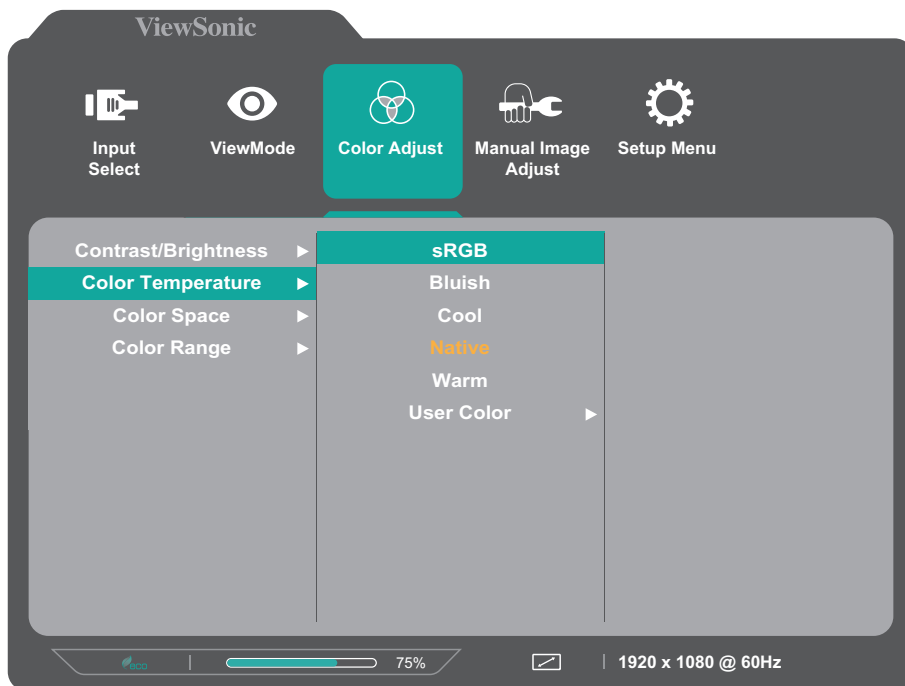 ViewSonic
Input
Select
ViewMode
Color Adjust
Manual Image
Adjust
Setup Menu
Contrast/Brightness
Color Temperature
Color Space
Color Range
sRGB
Bluish
Cool
Native
Warm
User Color
eco
75%
1920 x 1080 @ 60Hz